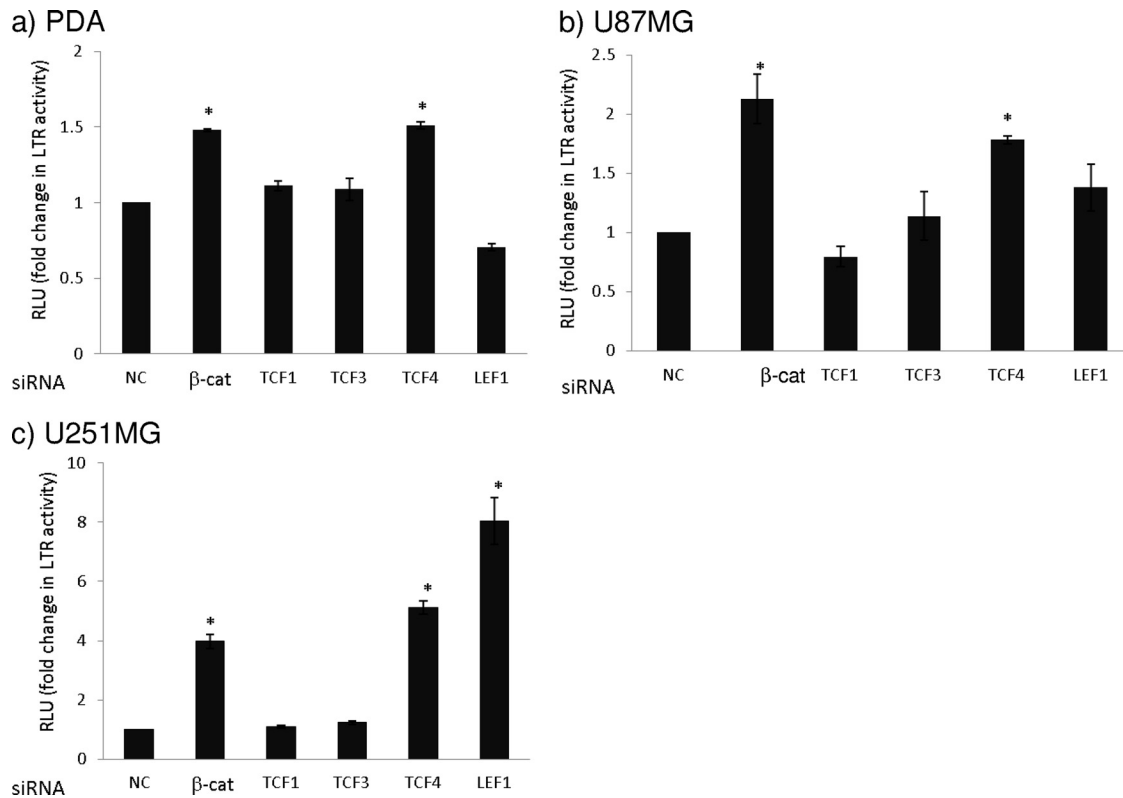 a) PDA
RLU (fold change in LTR activity)
2
*
*
1.5
1
0.5
0
siRNA NC β-cat TCF1 TCF3 TCF4 LEF1
b) U87MG
RLU (fold change in LTR activity)
2.5
*
2
*
1.5
1
0.5
0
siRNA NC β-cat TCF1 TCF3 TCF4 LEF1
c) U251MG
RLU (fold change in LTR activity)
10
*
8
*
6
*
4
2
0
siRNA NC β-cat TCF1 TCF3 TCF4 LEF1